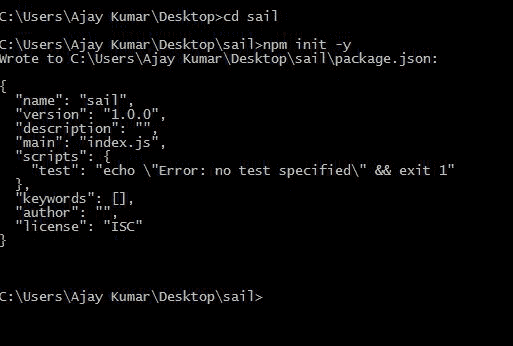 C:\Users\Ajay Kumar\Desktop>cd sail
C:\Users\Ajay Kumar\Desktop\sail>npm init -y
Wrote to C:\Users\Ajay Kumar\Desktop\sail\package.json:
{
  "name": "sail",
  "version": "1.0.0",
  "description": "",
  "main": "index.js",
  "scripts": {
    "test": "echo \"Error: no test specified\" && exit 1"
  },
  "keywords": [],
  "author": "",
  "license": "ISC"
}
C:\Users\Ajay Kumar\Desktop\sail>